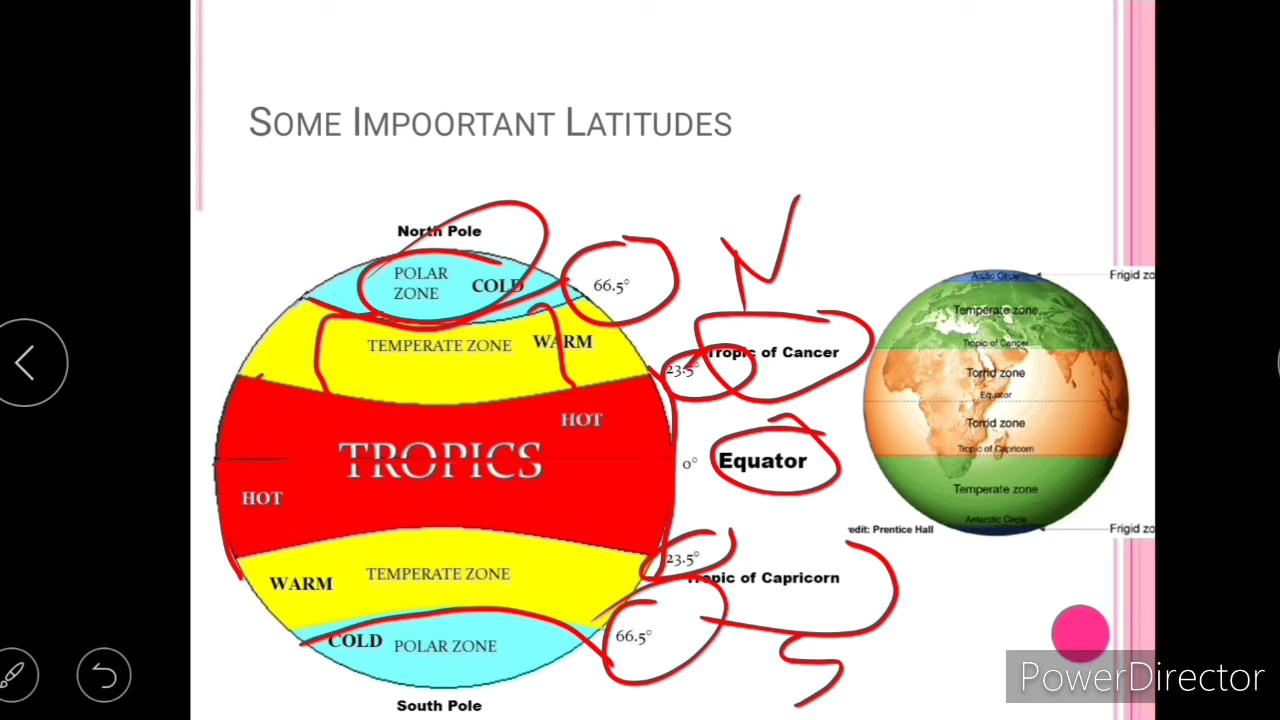 SOME IMPOORTANT LATITUDES
North Pole
POLAR
ZONE
COLD
66.5°
TEMPERATE ZONE
WARM
Tropic of Cancer
23.5°
HOT
TROPICS
0°
Equator
HOT
23.5°
Tropic of Capricorn
WARM
TEMPERATE ZONE
66.5°
COLD
POLAR ZONE
South Pole
N
S
Arctic Circle
Frigid zo
Temperate zone
Tropic of Cancer
Torrid zone
Equator
Torrid zone
Tropic of Capricorn
Temperate zone
Antarctic Circle
redit: Prentice Hall
Frigid zo
PowerDirector